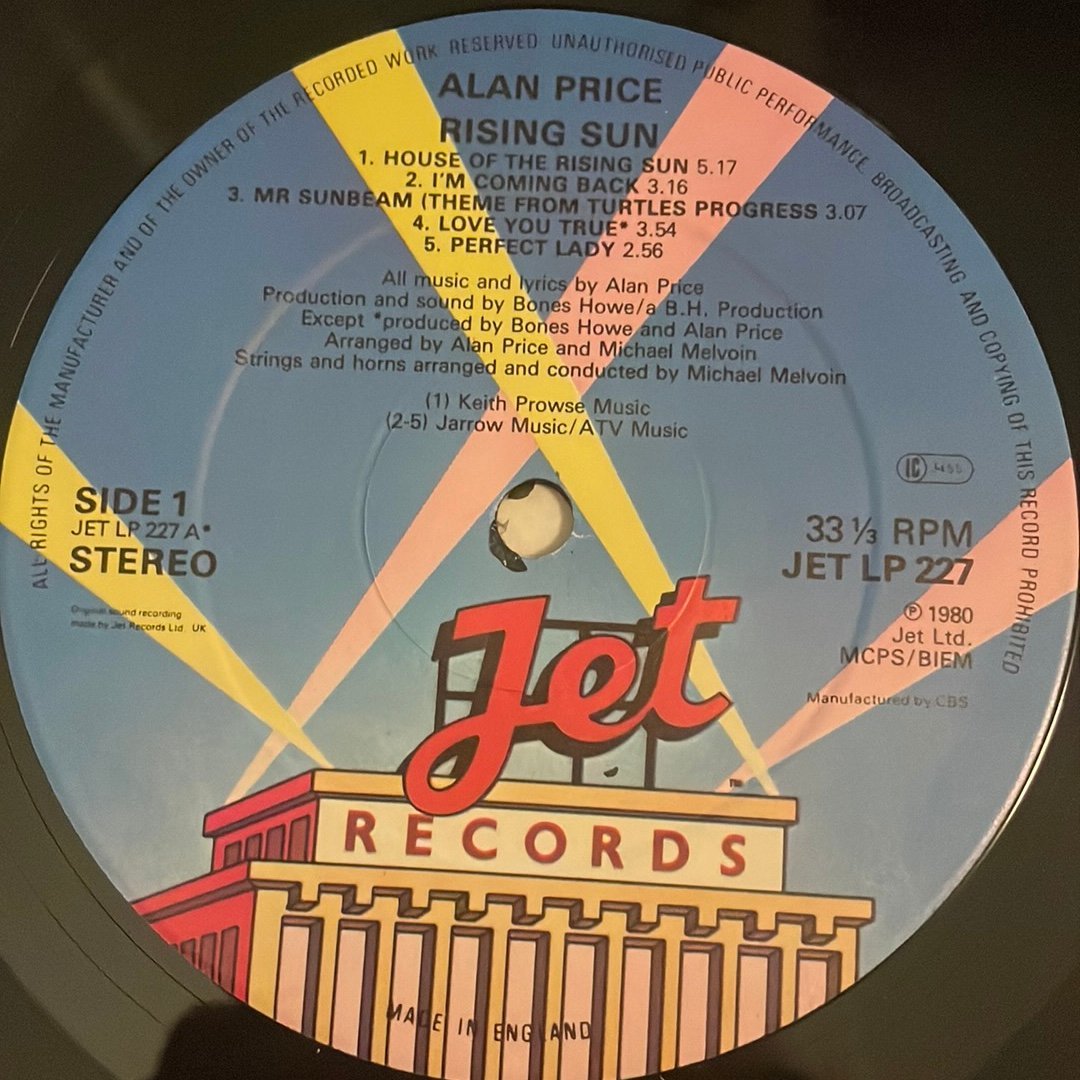 ALL RIGHTS OF THE MANUFACTURER AND OF THE OWNER OF THE RECORDED WORK RESERVED UNAUTHORISED PUBLIC PERFORMANCE BROADCASTING AND COPYING OF THIS RECORD PROHIBITED
ALAN PRICE
RISING SUN
1. HOUSE OF THE RISING SUN 5.17
2. I'M COMING BACK 3.16
3. MR SUNBEAM (THEME FROM TURTLES PROGRESS 3.07
4. LOVE YOU TRUE* 3.54
5. PERFECT LADY 2.56
All music and lyrics by Alan Price
Production and sound by Bones Howe/a B.H. Production
Except *produced by Bones Howe and Alan Price
Arranged by Alan Price and Michael Melvoin
Strings and horns arranged and conducted by Michael Melvoin
(1) Keith Prowse Music
(2-5) Jarrow Music/ATV Music
SIDE 1
JET LP 227 A*
STEREO
Original sound recording
made by Jet Records Ltd. UK
IC
33 ⅓ RPM
JET LP 227
℗ 1980
Jet Ltd.
MCPS/BIEM
Manufactured by CBS
Jet
™
RECORDS
MADE IN ENGLAND